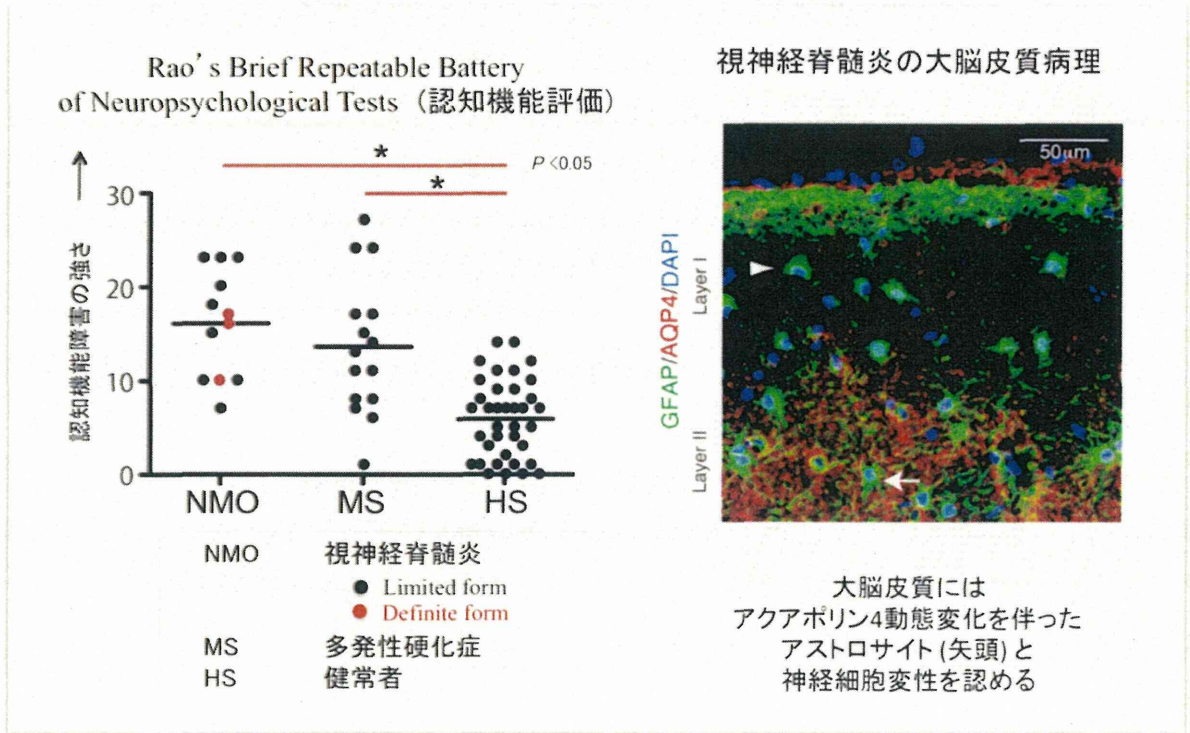 Rao's Brief Repeatable Battery
of Neuropsychological Tests（認知機能評価）
*
P <0.05
*
認知機能障害の強さ
30
20
10
0
NMO MS HS
NMO 視神経脊髄炎
Limited form
Definite form
MS 多発性硬化症
HS 健常者
視神経脊髄炎の大脳皮質病理
50μm
GFAP/AQP4/DAPI
Layer I
Layer II
大脳皮質には
アクアポリン4動態変化を伴った
アストロサイト(矢頭)と
神経細胞変性を認める